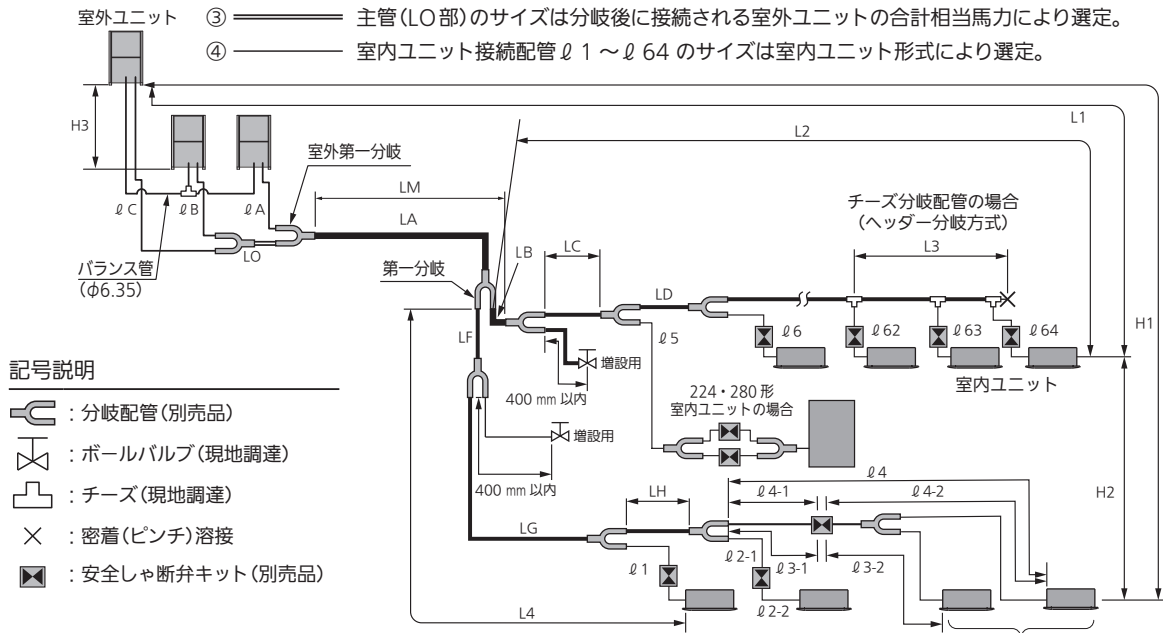 室外ユニット
③ 主管(LO部)のサイズは分岐後に接続される室外ユニットの合計相当馬力により選定。
④ 室内ユニット接続配管ℓ1～ℓ64のサイズは室内ユニット形式により選定。
H3
L1
L2
室外第一分岐
LM
LA
ℓC
ℓB
ℓA
LO
バランス管
(φ6.35)
第一分岐
LB
LC
チーズ分岐配管の場合
(ヘッダー分岐方式)
L3
LD
LF
ℓ5
ℓ6
ℓ62
ℓ63
ℓ64
H1
増設用
400 mm 以内
室内ユニット
224・280形
室内ユニットの場合
増設用
400 mm 以内
記号説明
：分岐配管(別売品)
：ボールバルブ(現地調達)
：チーズ(現地調達)
：密着(ピンチ)溶接
：安全しゃ断弁キット(別売品)
ℓ4
ℓ4-1
ℓ4-2
H2
LH
LG
ℓ1
ℓ2-1
ℓ3-1
ℓ3-2
ℓ2-2
L4